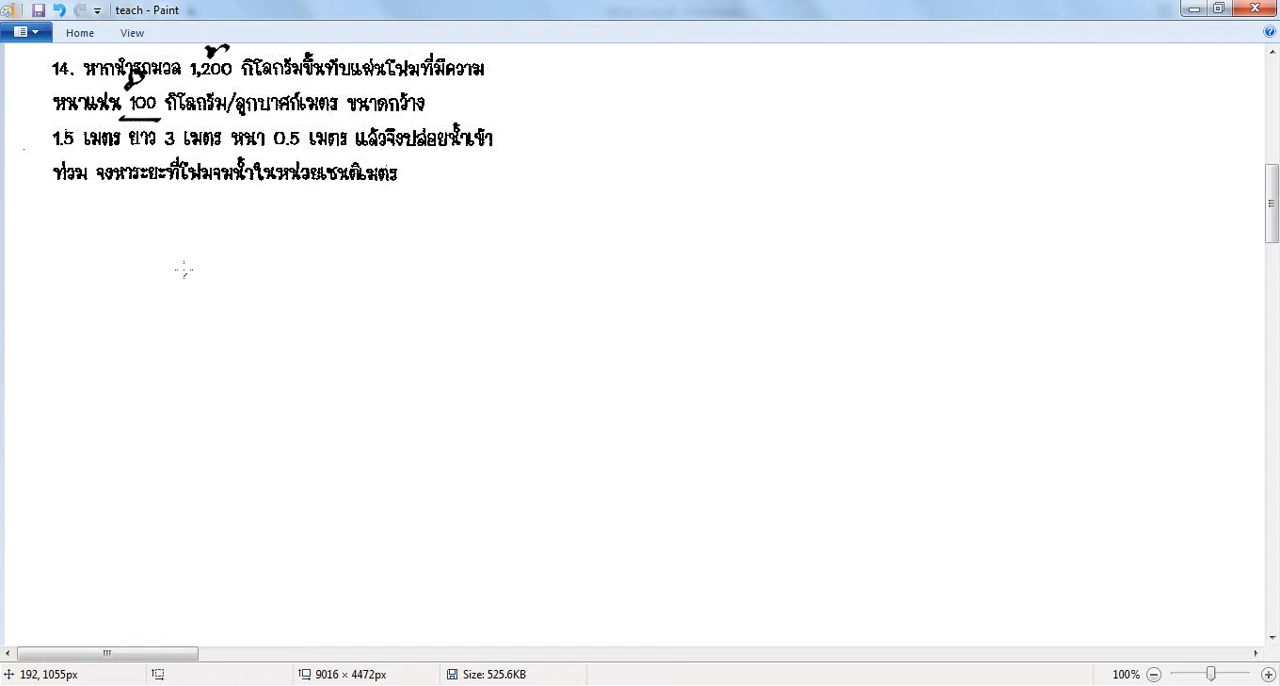 teach - Paint
Home View
14. หากนำรถมวล 1,200 กิโลกรัมขึ้นทับแผ่นโฟมที่มีความ
หนาแน่น 100 กิโลกรัม/ลูกบาศก์เมตร ขนาดกว้าง
1.5 เมตร ยาว 3 เมตร หนา 0.5 เมตร แล้วจึงปล่อยน้ำเข้า
ท่วม จงหาระยะที่โฟมจมน้ำในหน่วยเซนติเมตร
192, 1055px 9016 × 4472px Size: 525.6KB 100%